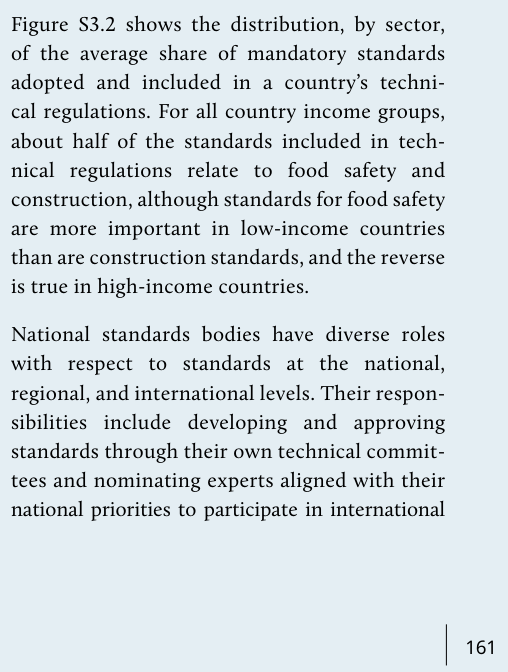 Figure S3.2 shows the distribution, by sector,
of the average share of mandatory standards
adopted and included in a country’s techni-
cal regulations. For all country income groups,
about half of the standards included in tech-
nical regulations relate to food safety and
construction, although standards for food safety
are more important in low-income countries
than are construction standards, and the reverse
is true in high-income countries.
National standards bodies have diverse roles
with respect to standards at the national,
regional, and international levels. Their respon-
sibilities include developing and approving
standards through their own technical commit-
tees and nominating experts aligned with their
national priorities to participate in international
161